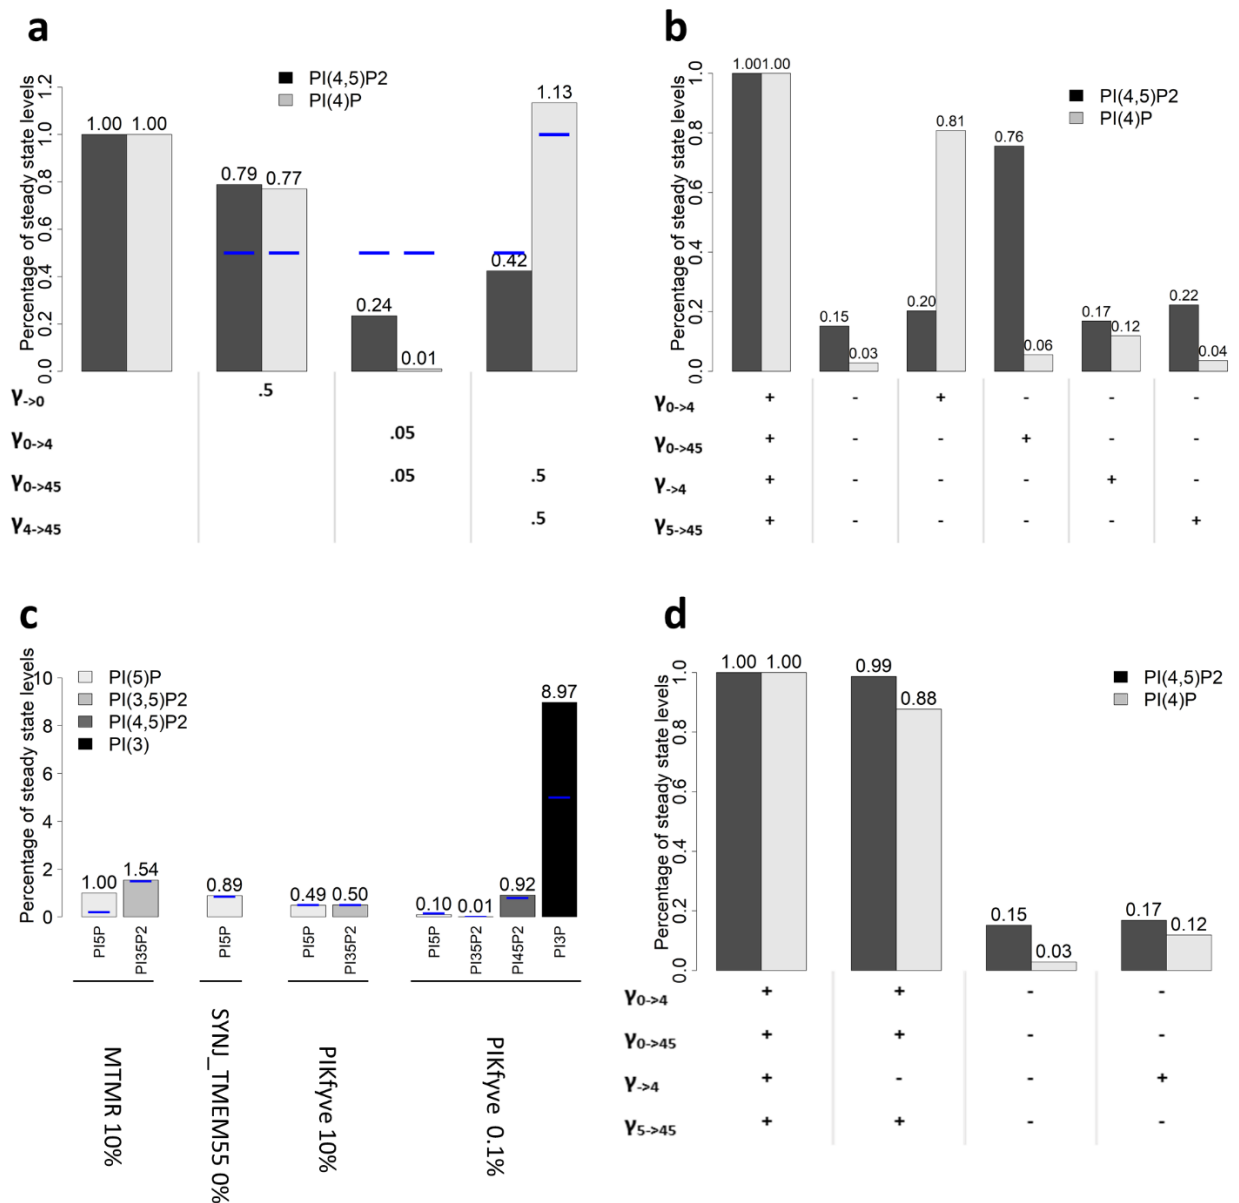 a
PI(4,5)P2
PI(4)P
Percentage of steady state levels
0.0 0.2 0.4 0.6 0.8 1.0 1.2
1.00 1.00 0.79 0.77 0.24 0.01 0.42 1.13
γ->0 .5
γ0->4 .05
γ0->45 .05 .5
γ4->45 .5
b
PI(4,5)P2
PI(4)P
Percentage of steady state levels
0.0 0.2 0.4 0.6 0.8 1.0
1.00 1.00 0.15 0.03 0.20 0.81 0.76 0.06 0.17 0.12 0.22 0.04
γ0->4 + - + - - -
γ0->45 + - - + - -
γ->4 + - - - + -
γ5->45 + - - - - +
c
PI(5)P
PI(3,5)P2
PI(4,5)P2
PI(3)
Percentage of steady state levels
0 2 4 6 8 10
1.00 1.54 0.89 0.49 0.50 0.10 0.01 0.92 8.97
PI5P PI35P2 PI5P PI5P PI35P2 PI5P PI35P2 PI45P2 PI3P
MTMR 10%
SYNJ_TMEM55 0%
PIKfyve 10%
PIKfyve 0.1%
d
PI(4,5)P2
PI(4)P
Percentage of steady state levels
0.0 0.2 0.4 0.6 0.8 1.0
1.00 1.00 0.99 0.88 0.15 0.03 0.17 0.12
γ0->4 + + - -
γ0->45 + + - -
γ->4 + - - +
γ5->45 + + - -